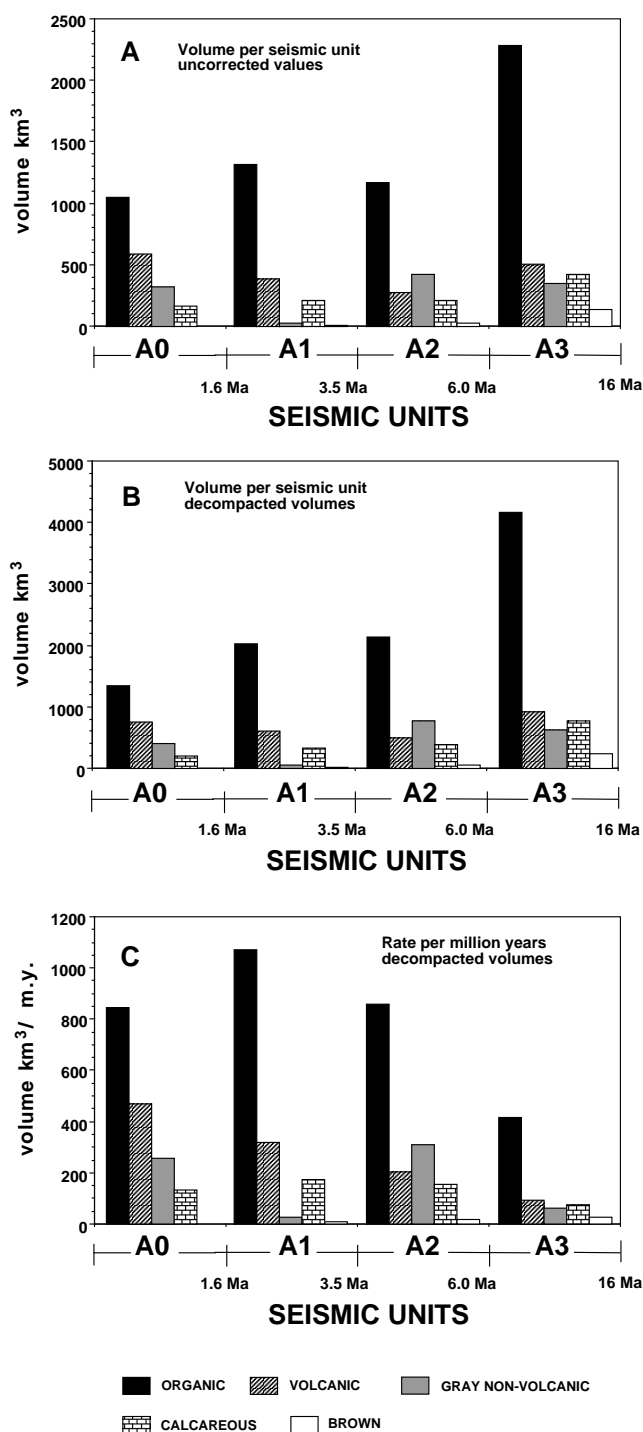 A
Volume per seismic unit
uncorrected values
volume km³
2500
2000
1500
1000
500
0
A0 A1 A2 A3
1.6 Ma 3.5 Ma 6.0 Ma 16 Ma
SEISMIC UNITS
B
Volume per seismic unit
decompacted volumes
volume km³
5000
4000
3000
2000
1000
0
A0 A1 A2 A3
1.6 Ma 3.5 Ma 6.0 Ma 16 Ma
SEISMIC UNITS
C
Rate per million years
decompacted volumes
volume km³/ m.y.
1200
1000
800
600
400
200
0
A0 A1 A2 A3
1.6 Ma 3.5 Ma 6.0 Ma 16 Ma
SEISMIC UNITS
ORGANIC VOLCANIC GRAY NON-VOLCANIC
CALCAREOUS BROWN